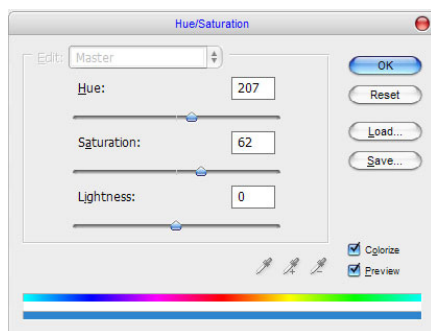 Hue/Saturation
Edit: Master
OK
Hue: 207
Reset
Saturation: 62
Load...
Save...
Lightness: 0
Colorize
Preview